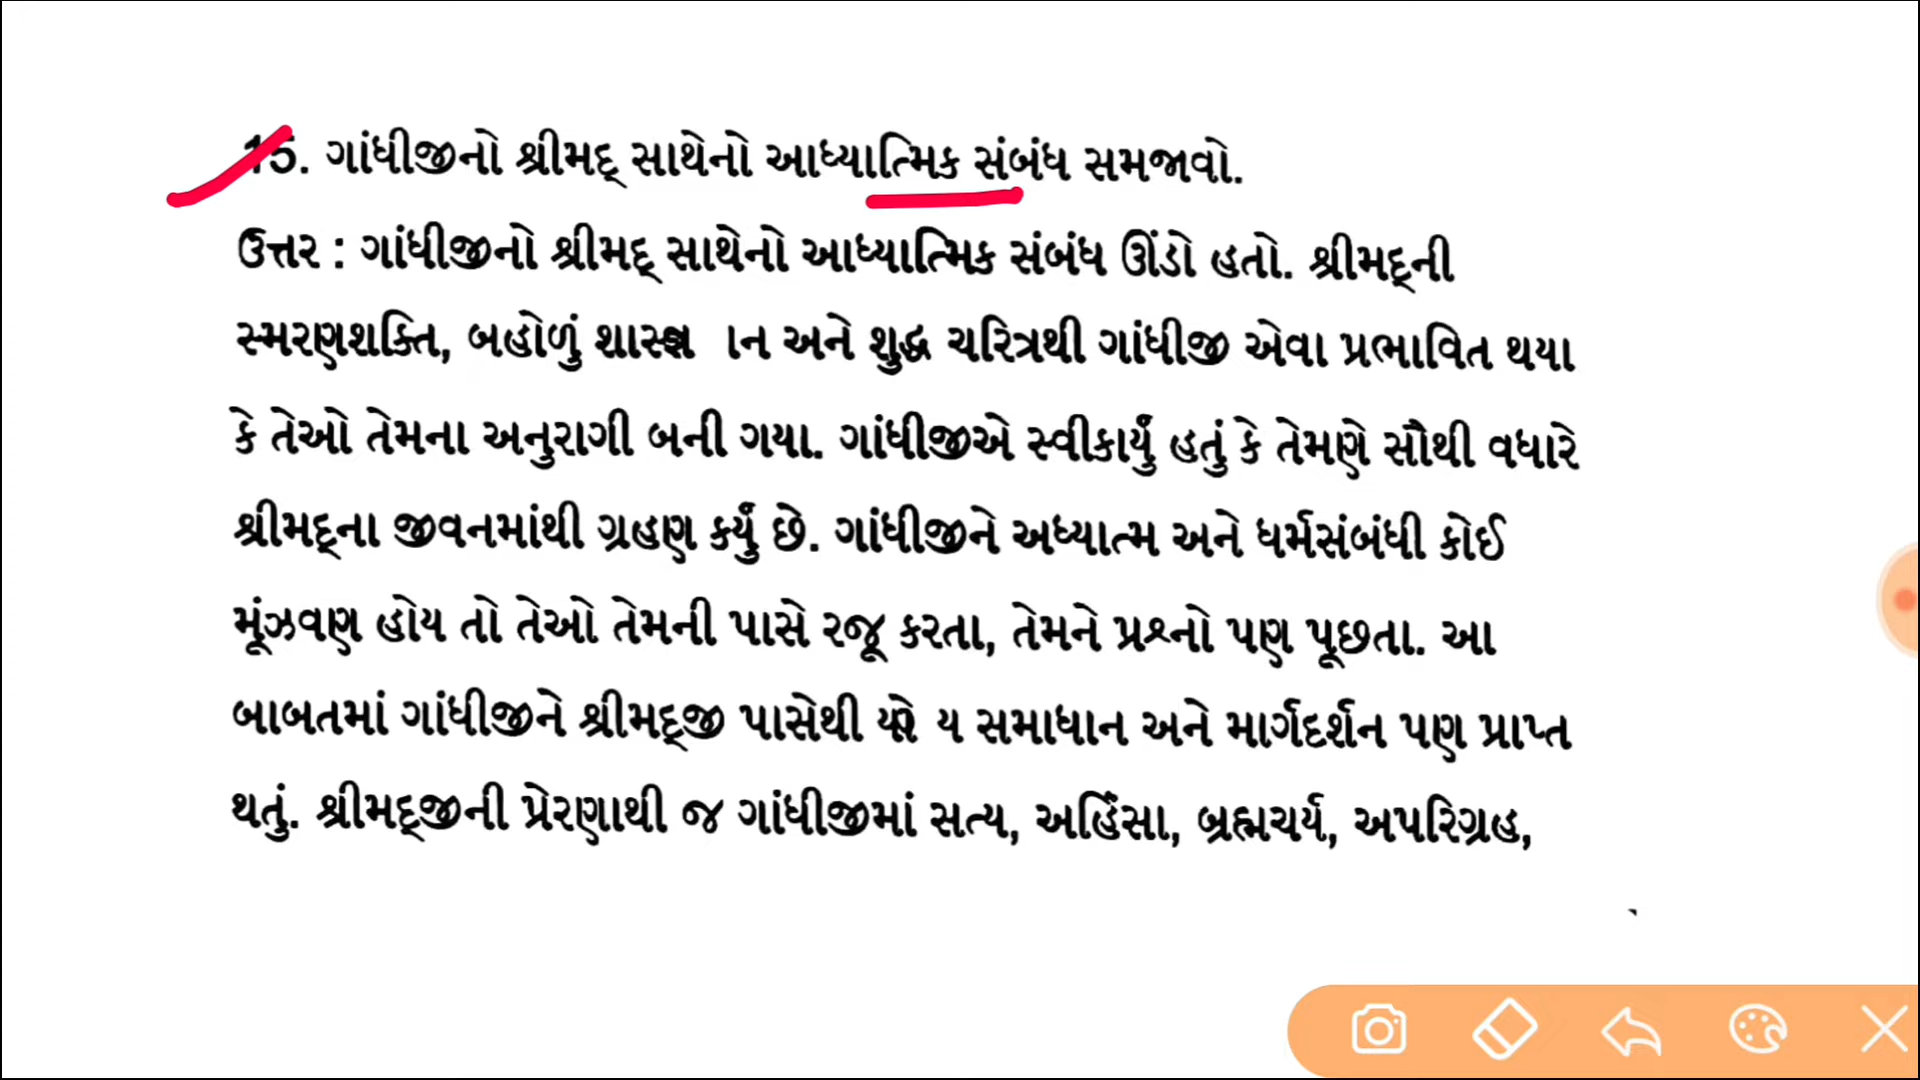 15. ગાંધીજીનો શ્રીમદ્ સાથેનો આધ્યાત્મિક સંબંધ સમજાવો.
ઉત્તર : ગાંધીજીનો શ્રીમદ્ સાથેનો આધ્યાત્મિક સંબંધ ઊંડો હતો. શ્રીમદ્ની
સ્મરણશક્તિ, બહોળું અને શુદ્ધ ચરિત્રથી ગાંધીજી એવા પ્રભાવિત થયા
કે તેઓ તેમના અનુરાગી બની ગયા. ગાંધીજીએ સ્વીકાર્યું હતું કે તેમણે સૌથી વધારે
શ્રીમદ્ના જીવનમાંથી ગ્રહણ કર્યું છે. ગાંધીજીને અધ્યાત્મ અને ધર્મસંબંધી કોઈ
મૂંઝવણ હોય તો તેઓ તેમની પાસે રજૂ કરતા, તેમને પ્રશ્નો પણ પૂછતા. આ
બાબતમાં ગાંધીજીને શ્રીમદ્જી પાસેથી સમાધાન અને માર્ગદર્શન પણ પ્રાપ્ત
થતું. શ્રીમદ્જીની પ્રેરણાથી જ ગાંધીજીમાં સત્ય, અહિંસા, બ્રહ્મચર્ય, અપરિગ્રહ,